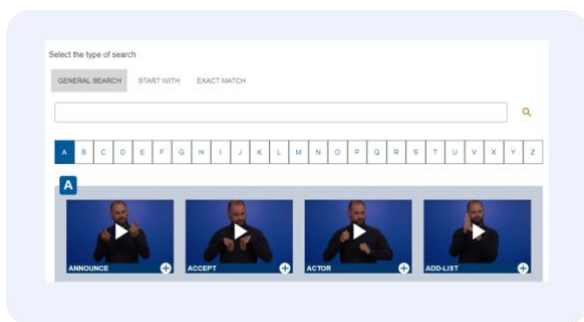 Select the type of search
GENERAL SEARCH START WITH EXACT MATCH
A B C D E F G H I J K L M N O P Q R S T U V X Y Z
A
ANNOUNCE ACCEPT ACTOR ADD-LIST